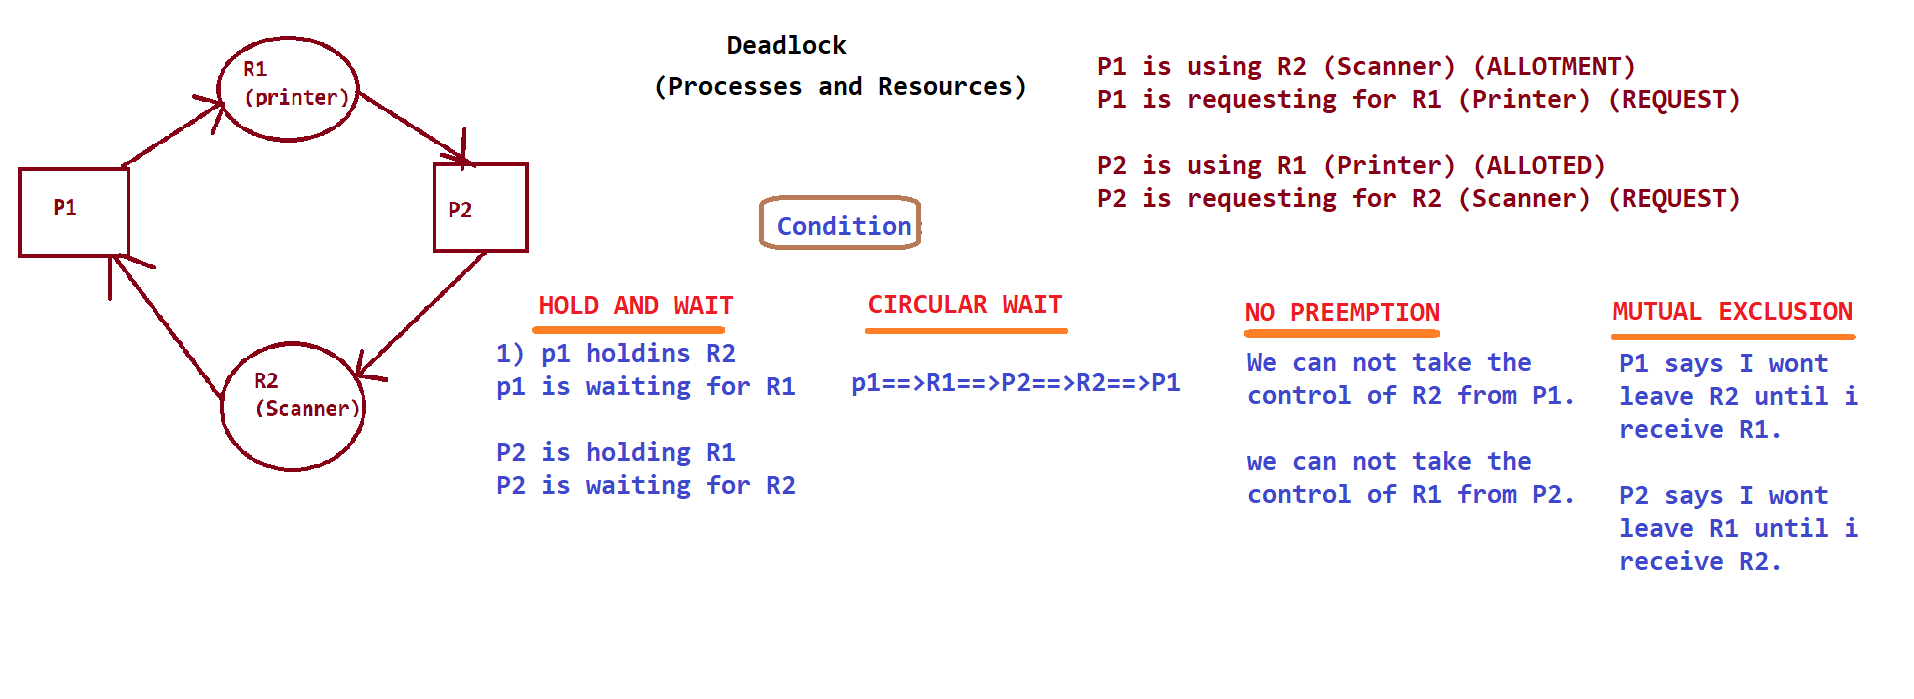 Deadlock
(Processes and Resources)
R1
(printer)
P1
P2
R2
(Scanner)
P1 is using R2 (Scanner) (ALLOTMENT)
P1 is requesting for R1 (Printer) (REQUEST)
P2 is using R1 (Printer) (ALLOTED)
P2 is requesting for R2 (Scanner) (REQUEST)
Condition:
HOLD AND WAIT
1) p1 holdins R2
p1 is waiting for R1
P2 is holding R1
P2 is waiting for R2
CIRCULAR WAIT
p1==>R1==>P2==>R2==>P1
NO PREEMPTION
We can not take the
control of R2 from P1.
we can not take the
control of R1 from P2.
MUTUAL EXCLUSION
P1 says I wont
leave R2 until i
receive R1.
P2 says I wont
leave R1 until i
receive R2.